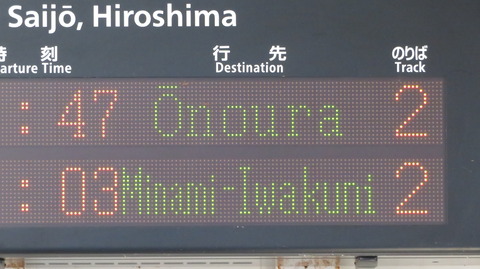 Saijō, Hiroshima
時 刻 行 先 のりば
arture Time Destination Track
: 47 Ōnoura 2
: 03 Minami-Iwakuni 2